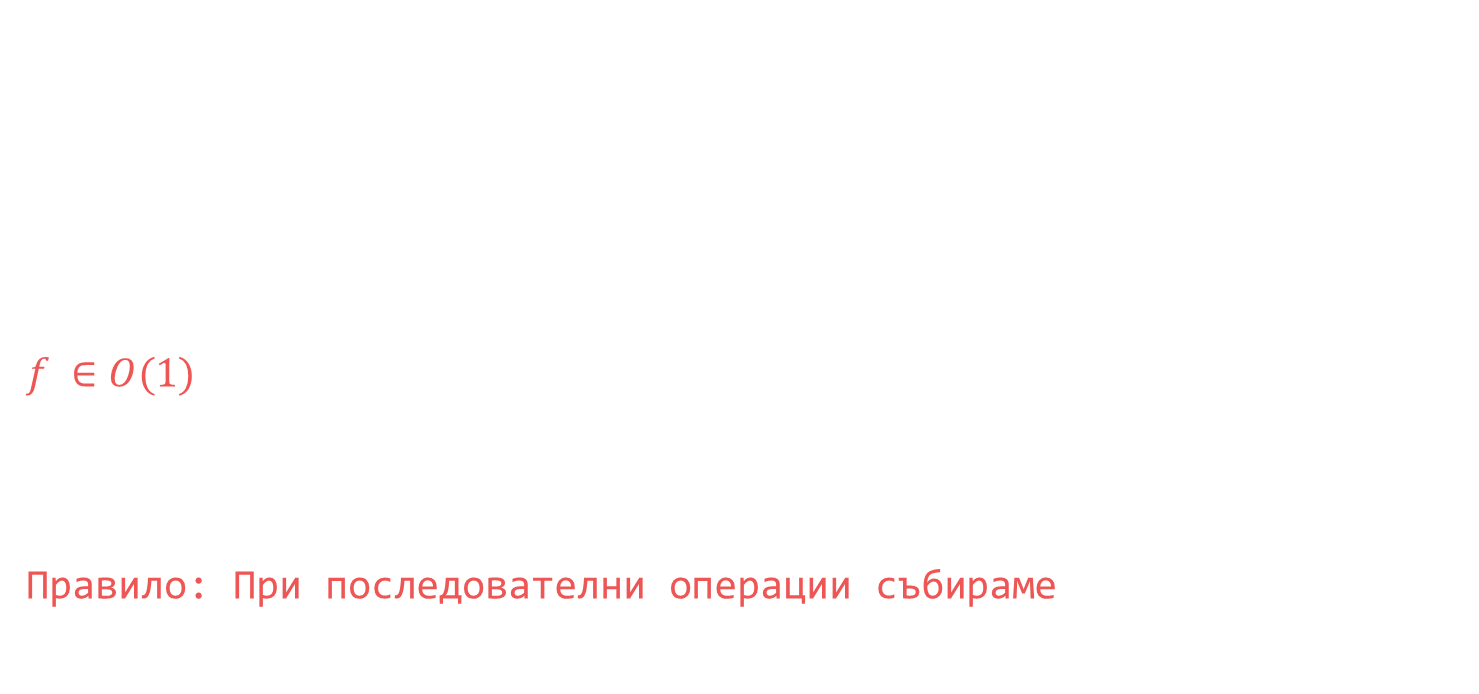 f ∈ O(1)
Правило: При последователни операции събираме